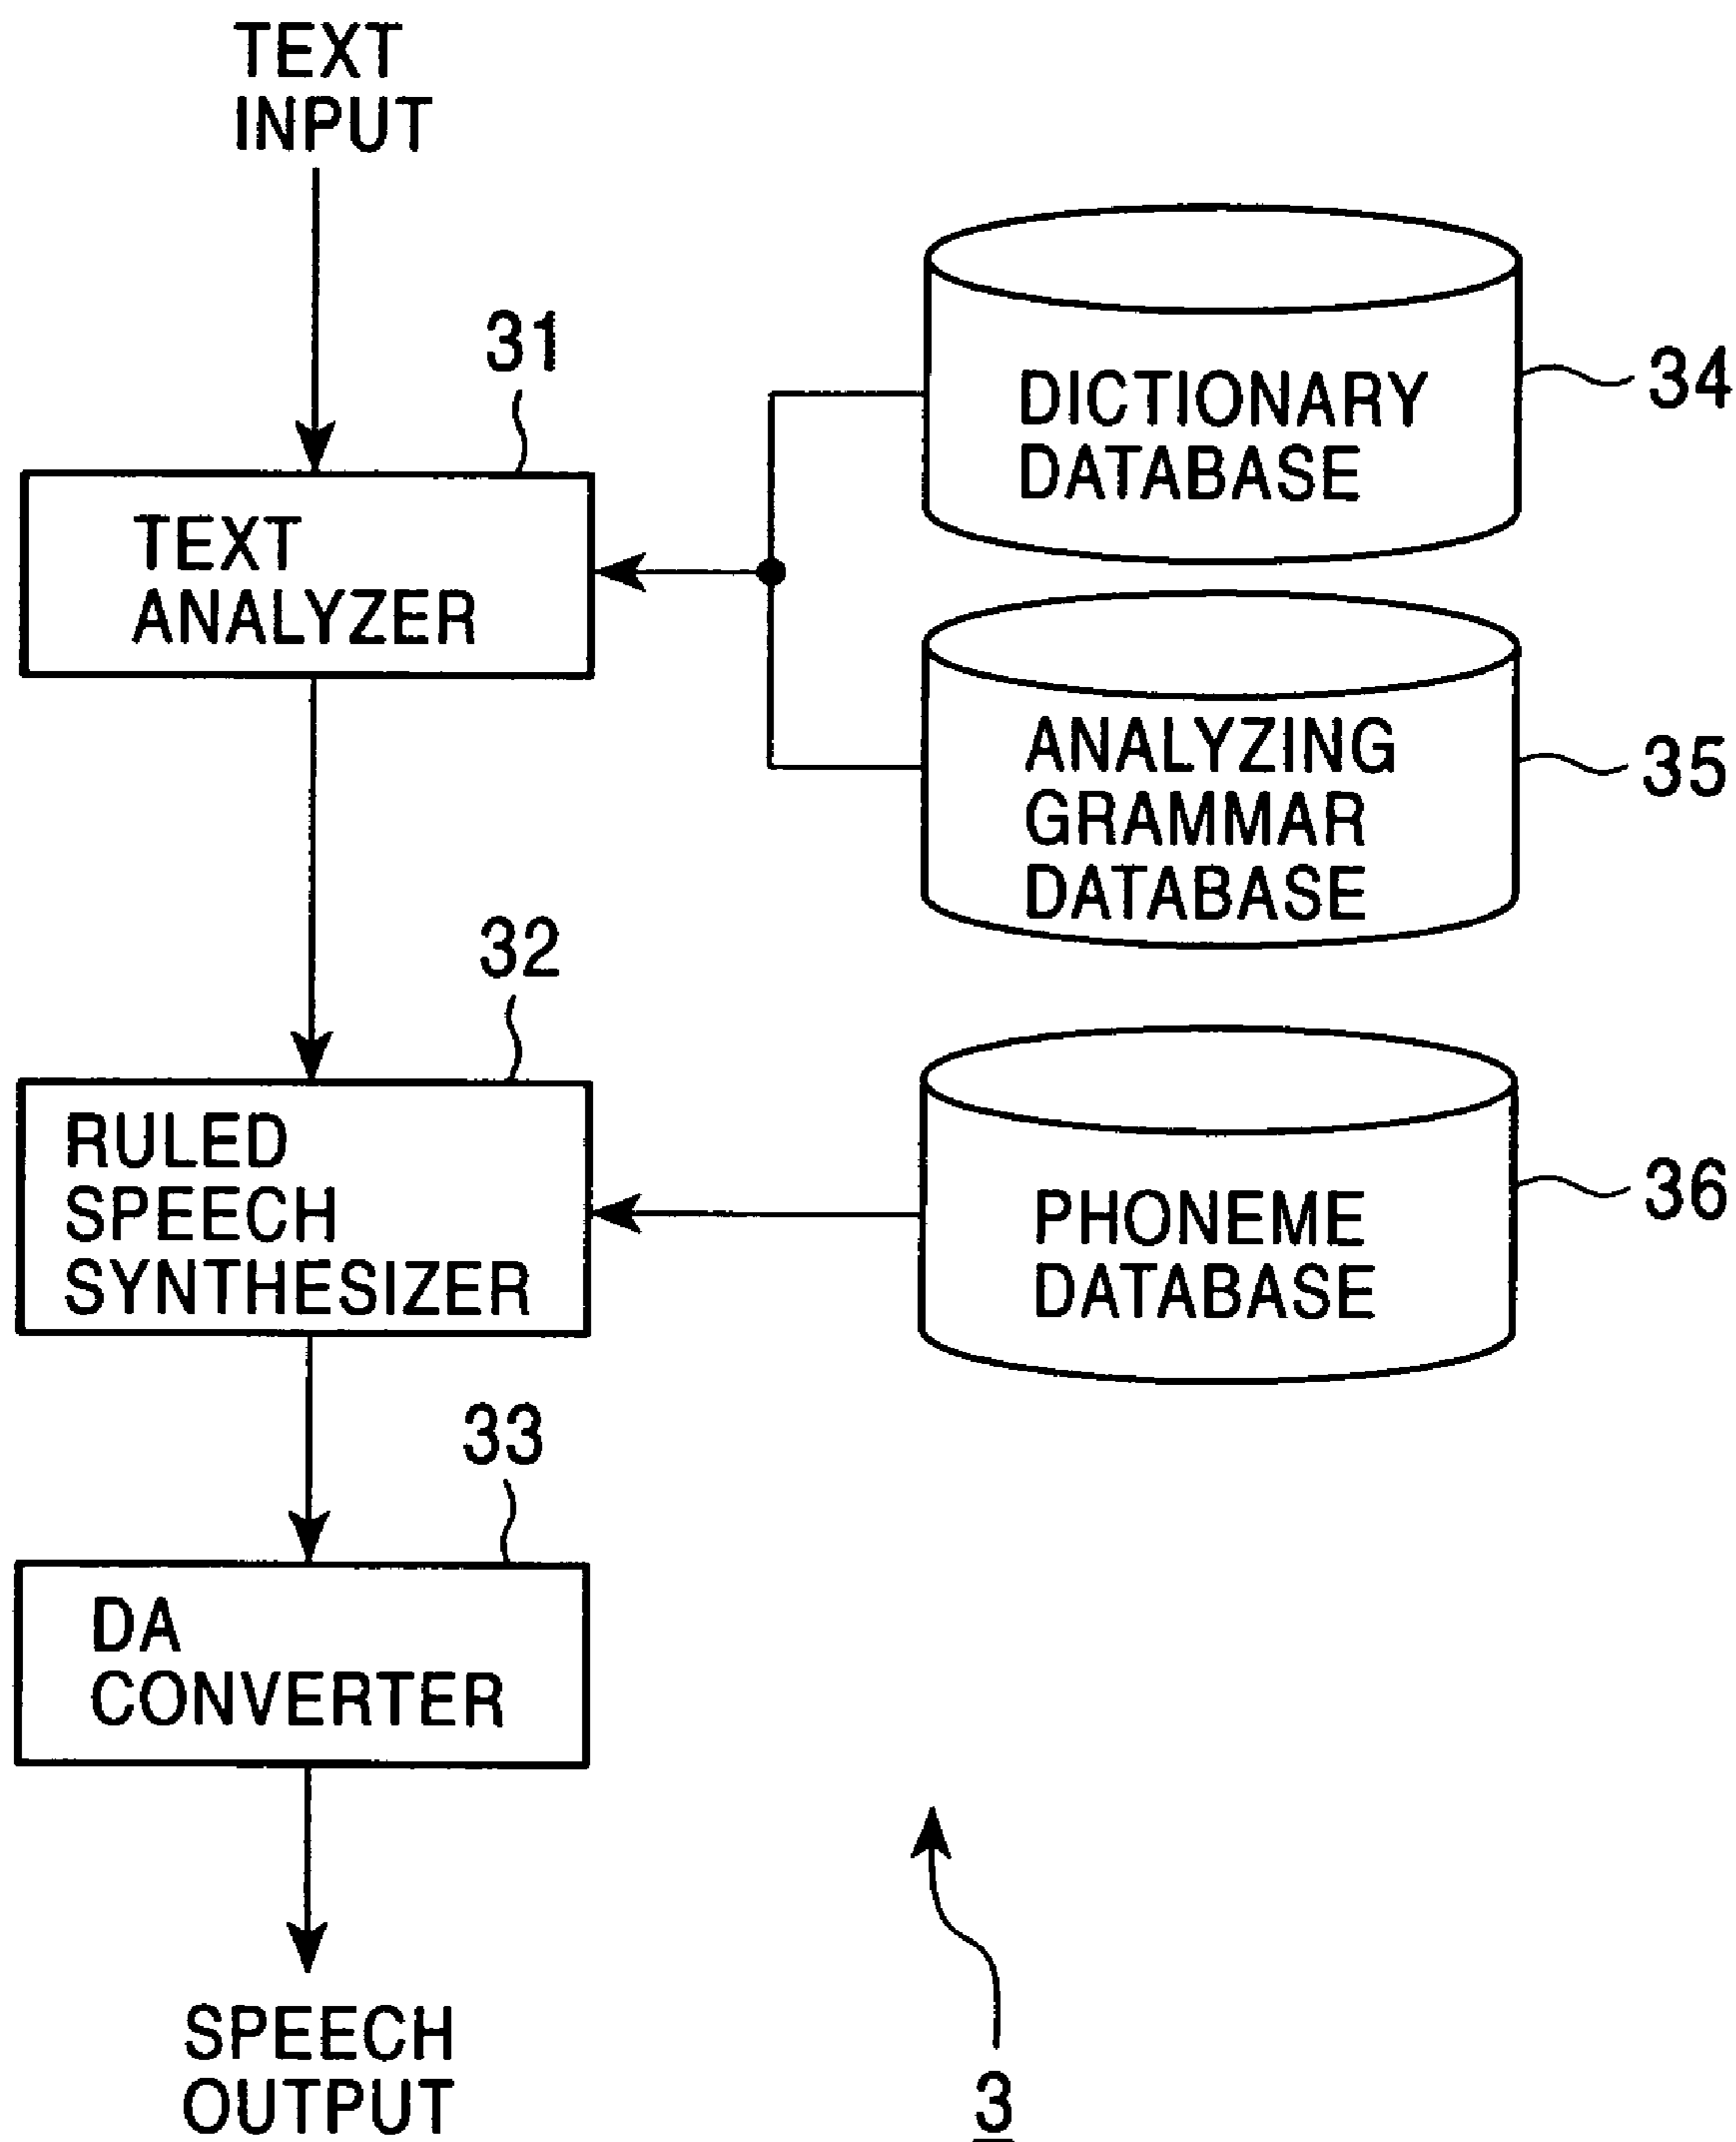 TEXT
INPUT
31
TEXT
ANALYZER
DICTIONARY
DATABASE
34
ANALYZING
GRAMMAR
DATABASE
35
32
RULED
SPEECH
SYNTHESIZER
PHONEME
DATABASE
36
33
DA
CONVERTER
SPEECH
OUTPUT
3